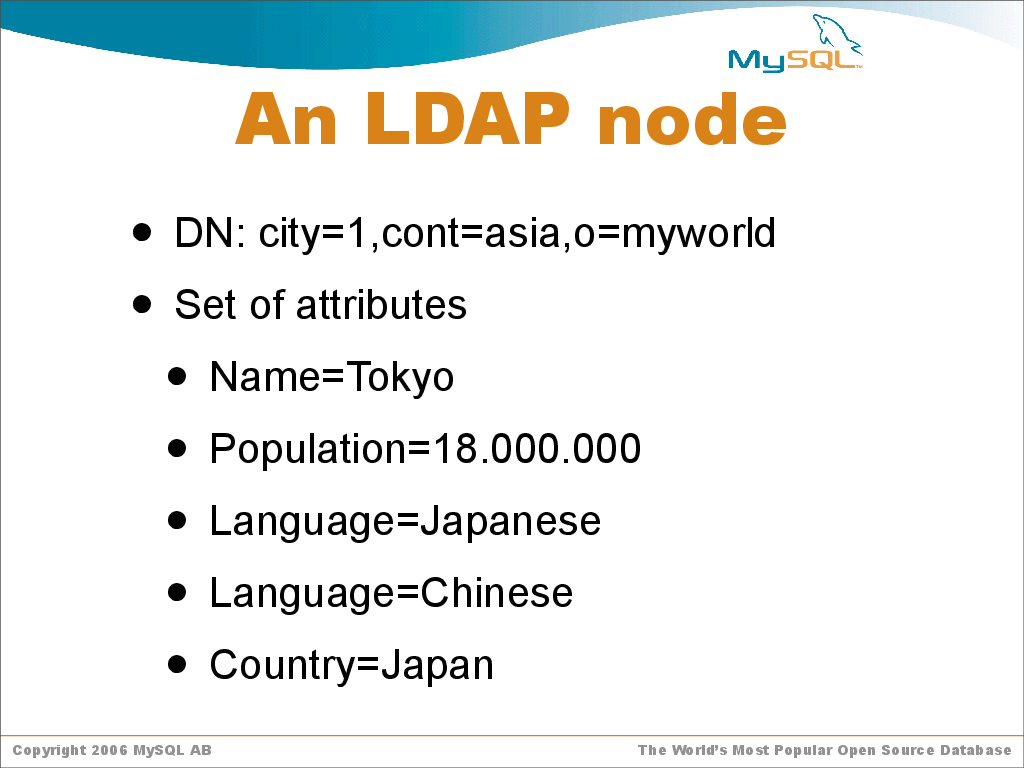 MySQL™
An LDAP node
• DN: city=1,cont=asia,o=myworld
• Set of attributes
• Name=Tokyo
• Population=18.000.000
• Language=Japanese
• Language=Chinese
• Country=Japan
Copyright 2006 MySQL AB
The World's Most Popular Open Source Database